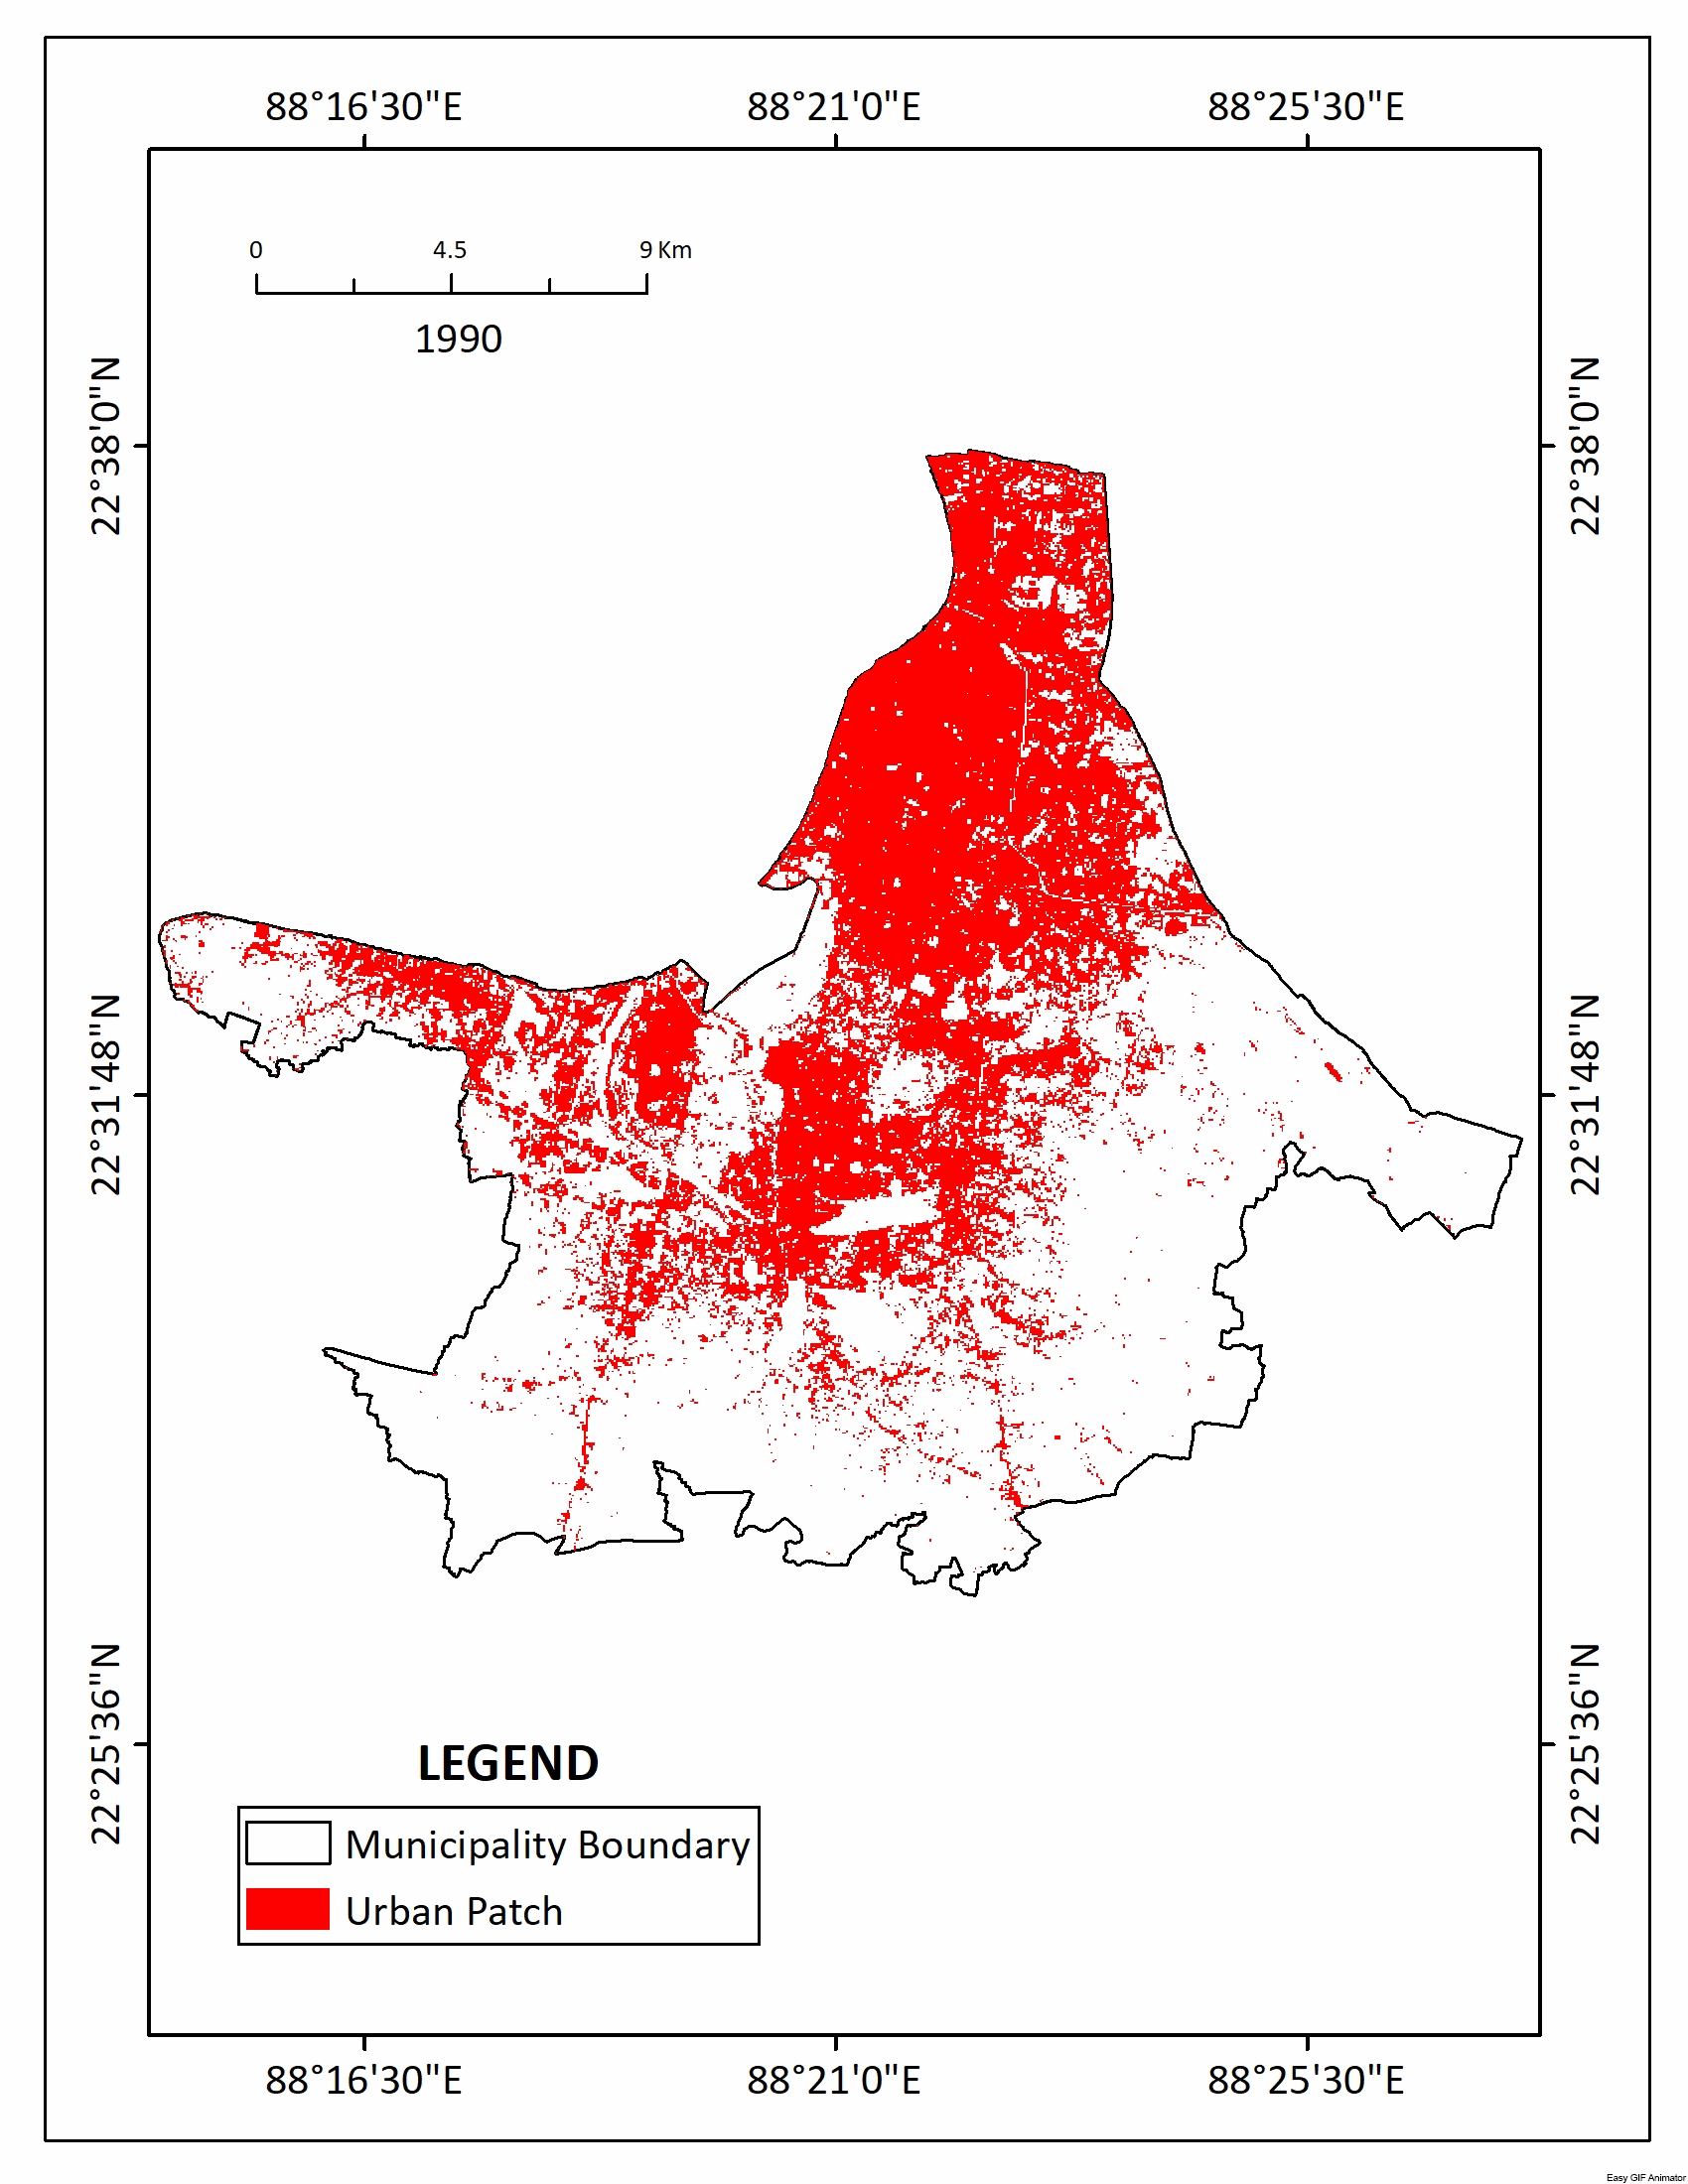 88°16'30"E 88°21'0"E 88°25'30"E
0 4.5 9 Km
1990
22°38'0"N 22°38'0"N
22°31'48"N 22°31'48"N
22°25'36"N 22°25'36"N
LEGEND
Municipality Boundary
Urban Patch
88°16'30"E 88°21'0"E 88°25'30"E
Easy GIF Animator